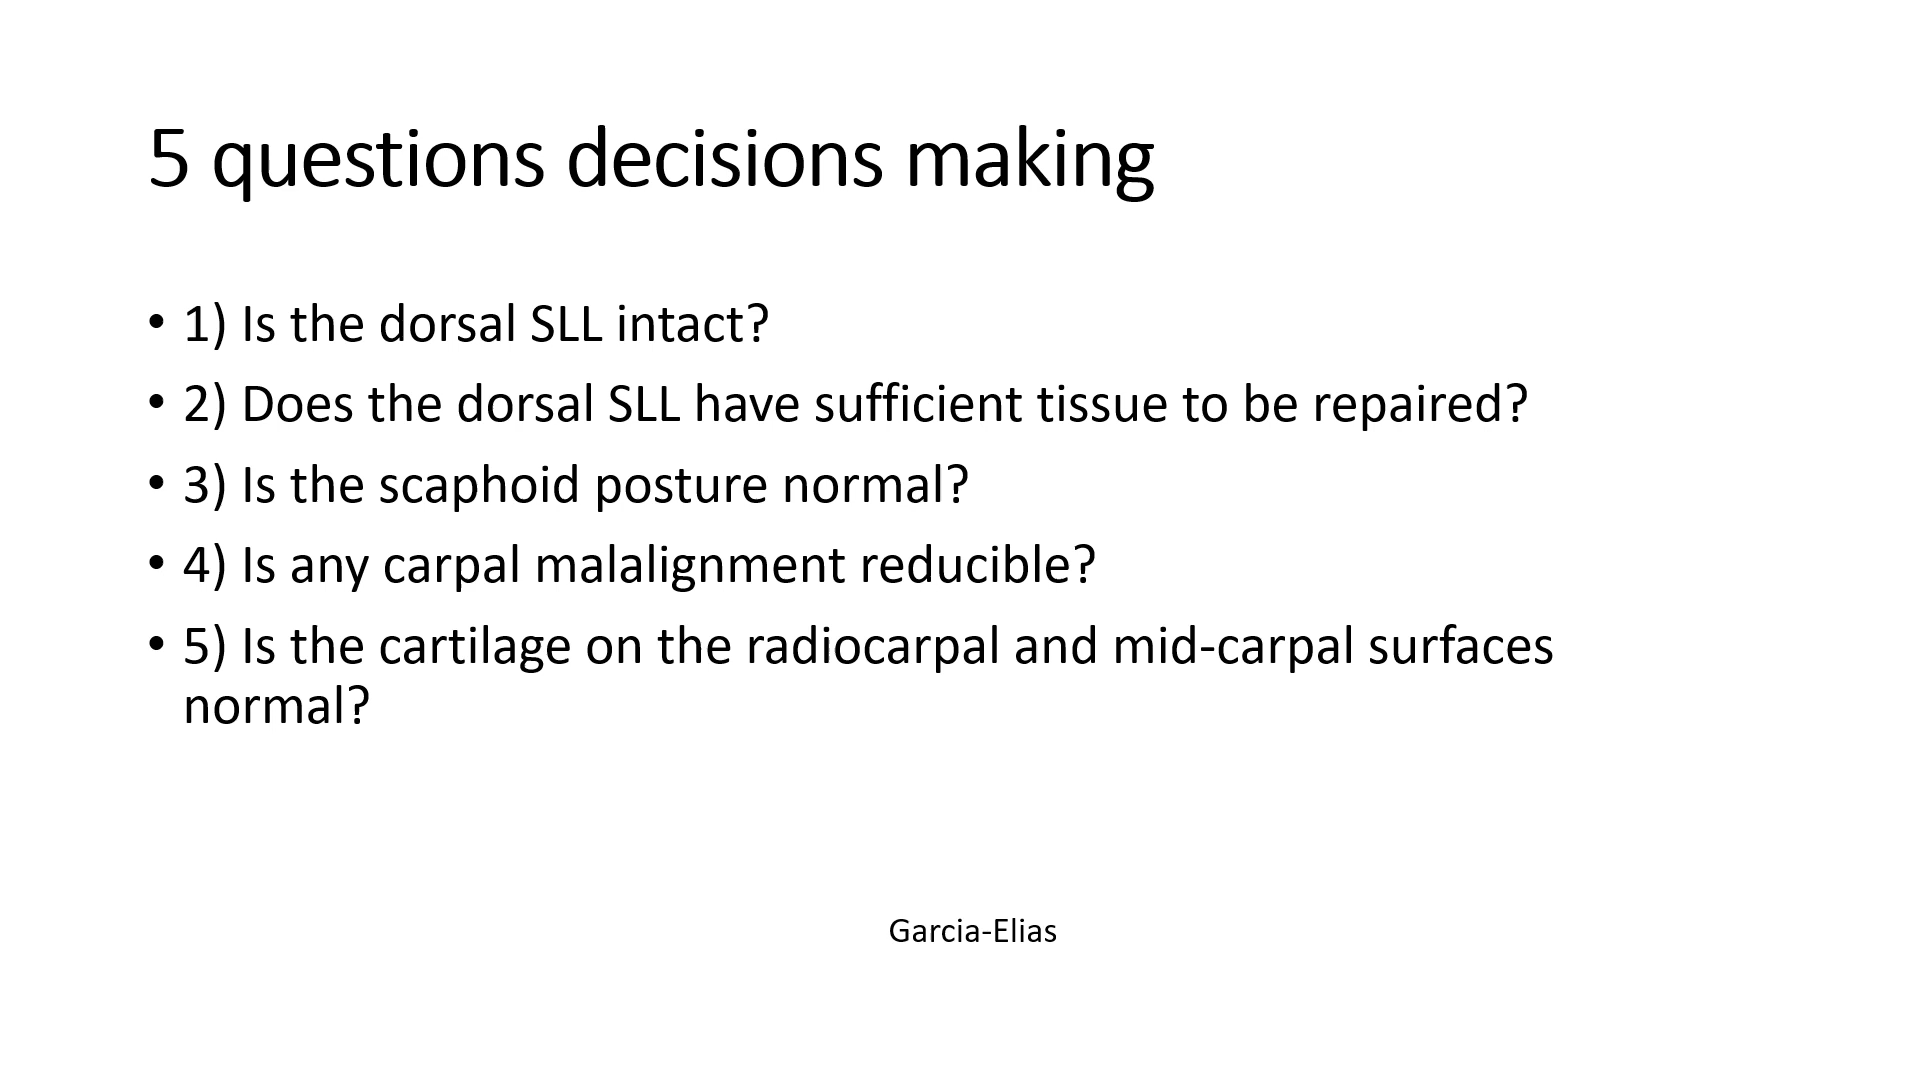 5 questions decisions making
• 1) Is the dorsal SLL intact?
• 2) Does the dorsal SLL have sufficient tissue to be repaired?
• 3) Is the scaphoid posture normal?
• 4) Is any carpal malalignment reducible?
• 5) Is the cartilage on the radiocarpal and mid-carpal surfaces
normal?
Garcia-Elias